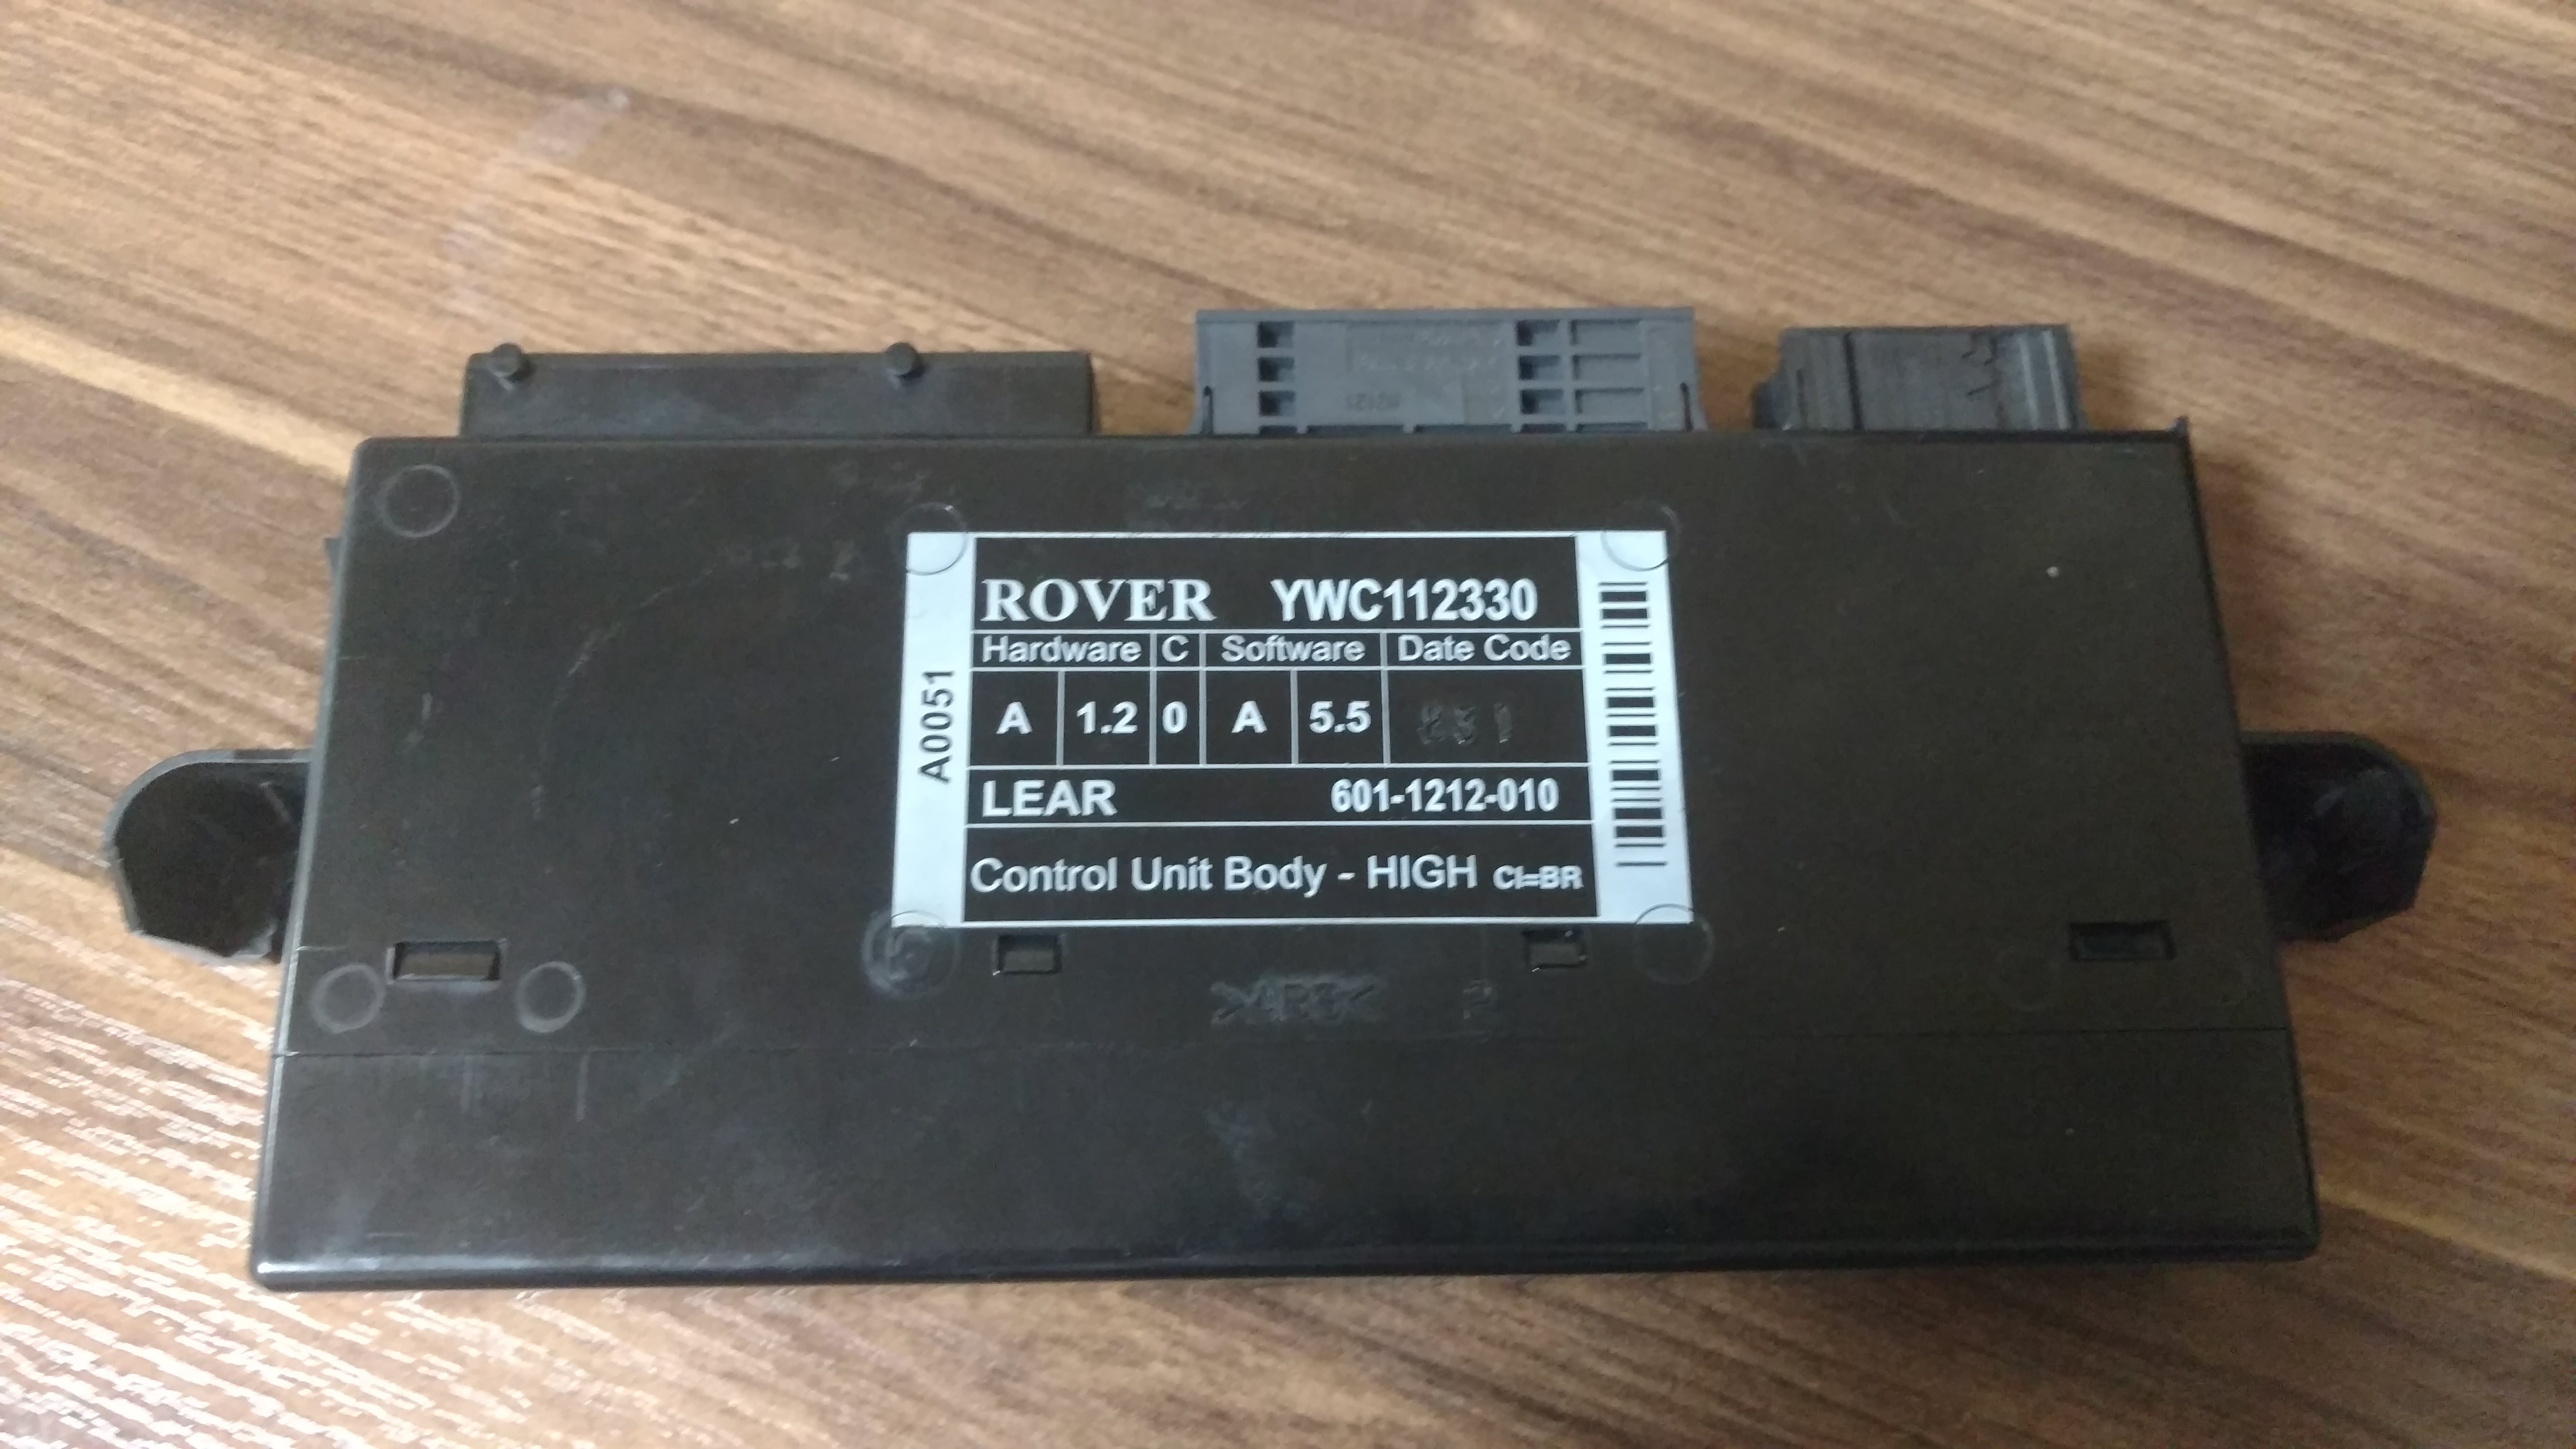 ROVER YWC112330
Hardware C Software Date Code
A 1.2 0 A 5.5
LEAR 601-1212-010
Control Unit Body - HIGH CI=BR
A0051